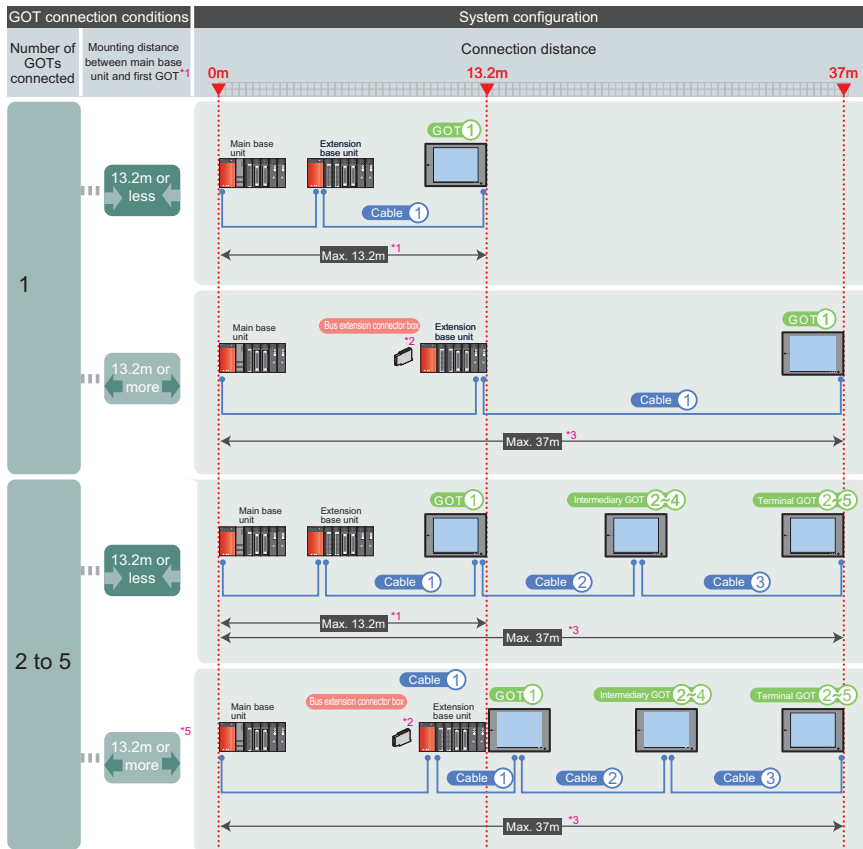 GOT connection conditions
System configuration
Number of
GOTs
connected
Mounting distance
between main base
unit and first GOT*1
Connection distance
0m
13.2m
37m
1
13.2m or
less
Main base
unit
Extension
base unit
GOT 1
Cable 1
Max. 13.2m *1
13.2m or
more
Main base
unit
Bus extension connector box
*2
Extension
base unit
GOT 1
Cable 1
Max. 37m *3
2 to 5
13.2m or
less
Main base
unit
Extension
base unit
GOT 1
Intermediary GOT 2~4
Terminal GOT 2~5
Cable 1
Cable 2
Cable 3
Max. 13.2m *1
Max. 37m *3
13.2m or
more
*5
Cable 1
Main base
unit
Bus extension connector box
*2
Extension
base unit
GOT 1
Intermediary GOT 2~4
Terminal GOT 2~5
Cable 1
Cable 2
Cable 3
Max. 37m *3